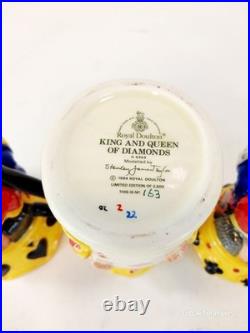 Royal Doulton
KING AND QUEEN
OF DIAMONDS
Modelled by
Stanley James Taylor
© 1994 ROYAL DOULTON
LIMITED EDITION OF 2,500
THIS IS Nº 163
2
22